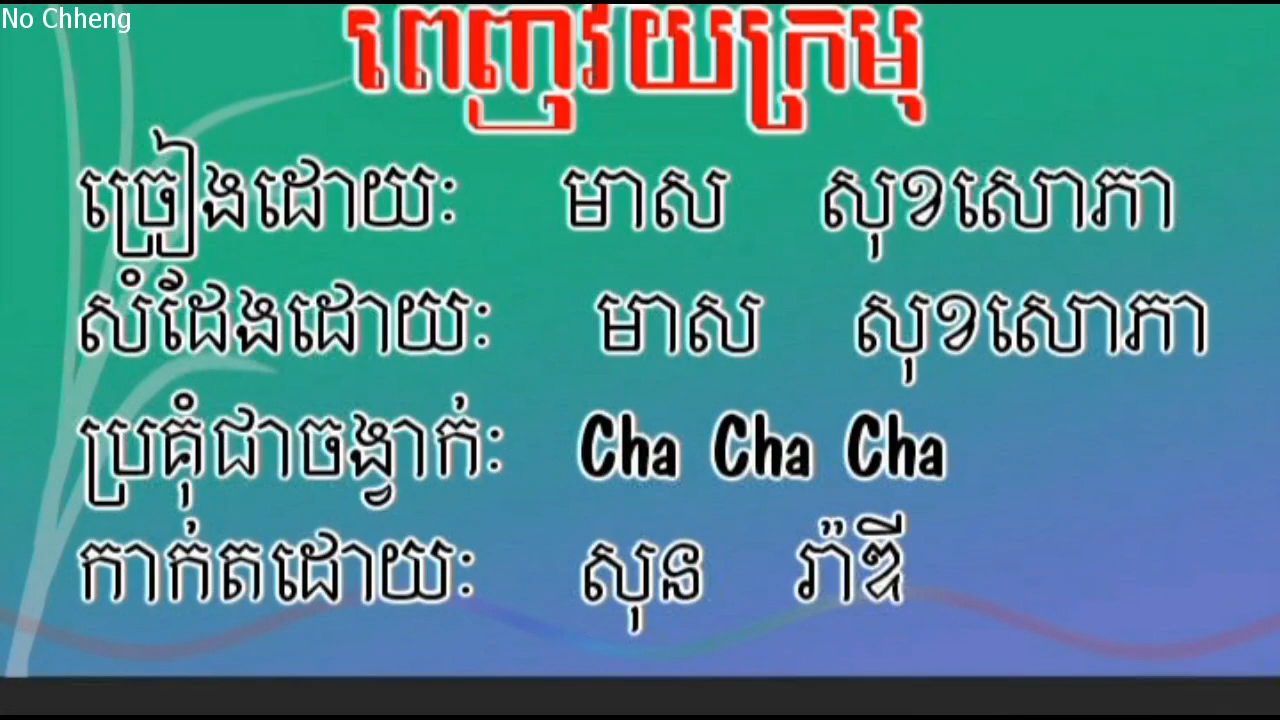 No Chheng
ពេញវ័យក្រមុំ
ច្រៀងដោយៈ មាស សុខសោភា
សំដែងដោយៈ មាស សុខសោភា
ប្រគុំជាចង្វាក់ៈ Cha Cha Cha
កាក់តដោយៈ សុន រ៉ាឌី